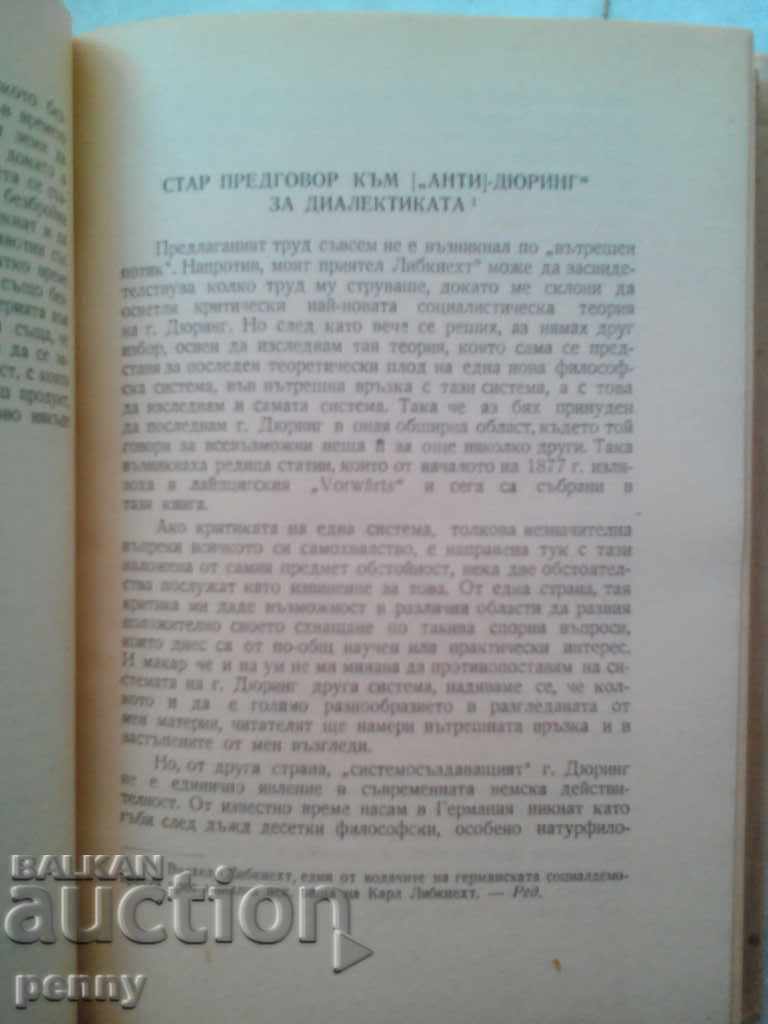 СТАР ПРЕДГОВОР КЪМ [„АНТИ]-ДЮРИНГ“
ЗА ДИАЛЕКТИКАТА¹
Предлаганият труд съвсем не е възникнал по „вътрешен
потик“. Напротив, моят приятел Либкнехт* може да засвиде-
телствува колко труд му струваше, докато ме склони да
осветля критически най-новата социалистическа теория
на г. Дюринг. Но след като вече се реших, аз нямах друг
избор, освен да изследвам тая теория, която сама се пред-
ставя за последен теоретически плод на една нова философ-
ска система, във вътрешна връзка с тази система, а с това
да изследвам и самата система. Така че аз бях принуден
да последвам г. Дюринг в оная обширна област, където той
говори за всевъзможни неща и за още няколко други. Така
възникнаха редица статии, които от началото на 1877 г. изли-
зоха в лайпцигския „Vorwärts“ и сега са събрани в
тази книга.
Ако критиката на една система, толкова незначителна
въпреки всичкото си самохвалство, е направена тук с тази
наложена от самия предмет обстойност, нека две обстоятел-
ства послужат като извинение за това. От една страна, тая
критика ми даде възможност в различни области да развия
положително своето схващане по такива спорни въпроси,
които днес са от по-общ научен или практически интерес.
И макар че и на ум не ми минава да противопоставям на си-
стемата на г. Дюринг друга система, надяваме се, че кол-
кото и да е голямо разнообразието в разгледаната от
мен материя, читателят ще намери вътрешната връзка и в
застъпените от мен възгледи.
Но, от друга страна, „системосъздаващият“ г. Дюринг
не е единично явление в съвременната немска действи-
телност. От известно време насам в Германия никнат като
гъби след дъжд десетки философски, особено натурфило-
Либкнехт, един от водачите на германската социалдемо-
на Карл Либкнехт. — Ред.
BALKAN
auction
penny